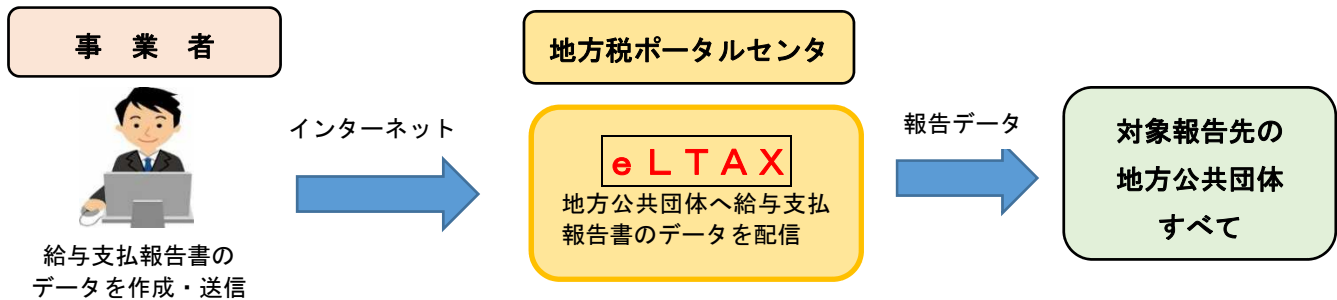 事 業 者
給与支払報告書の
データを作成・送信
インターネット
地方税ポータルセンタ
eLTAX
地方公共団体へ給与支払
報告書のデータを配信
報告データ
対象報告先の
地方公共団体
すべて